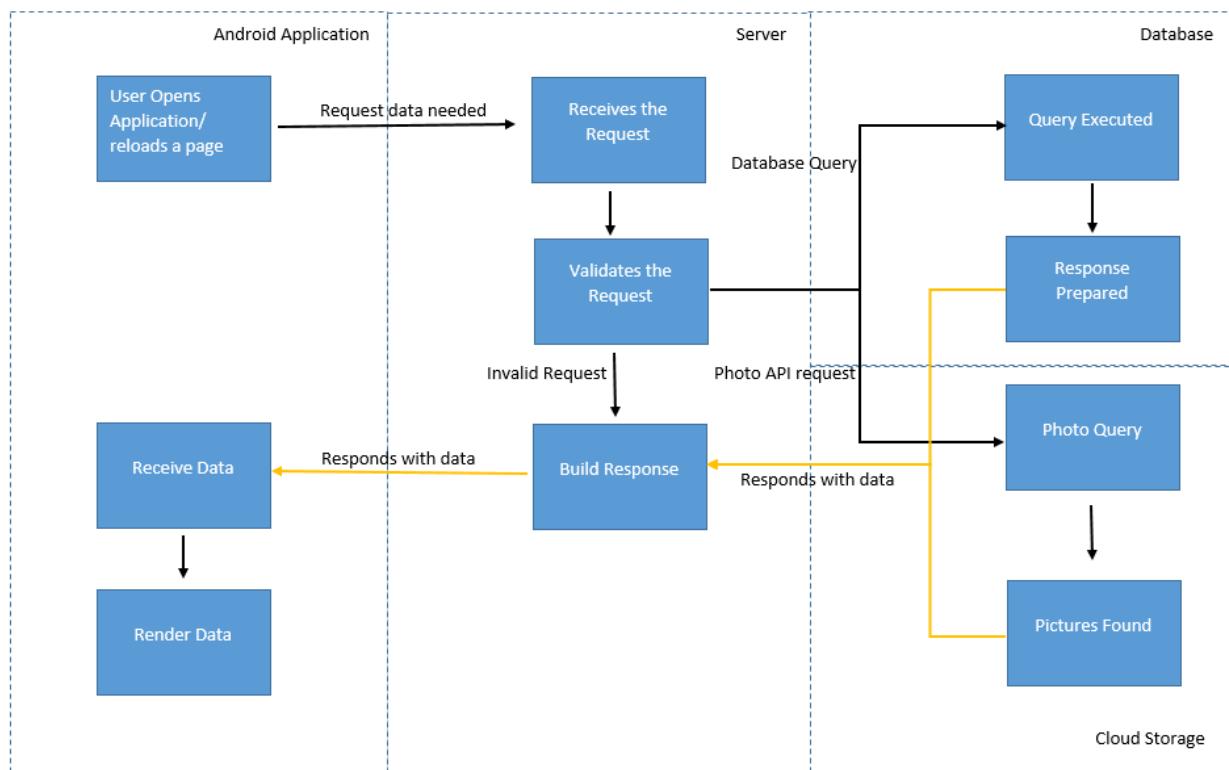 Android Application
Server
Database
User Opens
Application/
reloads a page
Request data needed
Receives the
Request
Database Query
Query Executed
Validates the
Request
Response
Prepared
Invalid Request
Photo API request
Receive Data
Responds with data
Build Response
Responds with data
Photo Query
Render Data
Pictures Found
Cloud Storage